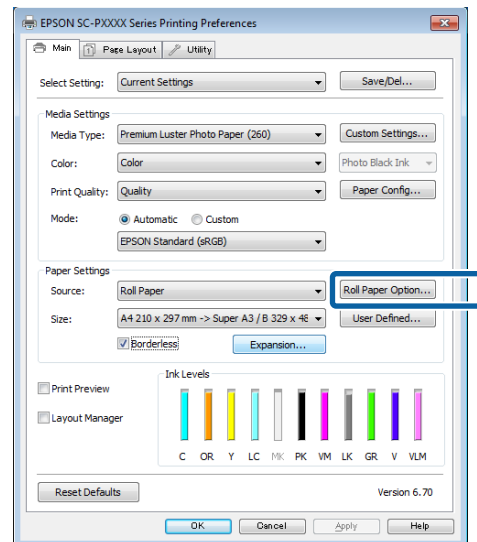 EPSON SC-PXXXX Series Printing Preferences
Main Page Layout Utility
Select Setting: Current Settings Save/Del...
Media Settings
Media Type: Premium Luster Photo Paper (260) Custom Settings...
Color: Color Photo Black Ink
Print Quality: Quality Paper Config...
Mode: Automatic Custom
EPSON Standard (sRGB)
Paper Settings
Source: Roll Paper Roll Paper Option...
Size: A4 210 x 297 mm -> Super A3 / B 329 x 48 User Defined...
Borderless Expansion...
Print Preview
Layout Manager
Ink Levels
C OR Y LC MK PK VM LK GR V VLM
Reset Defaults Version 6.70
OK Cancel Apply Help